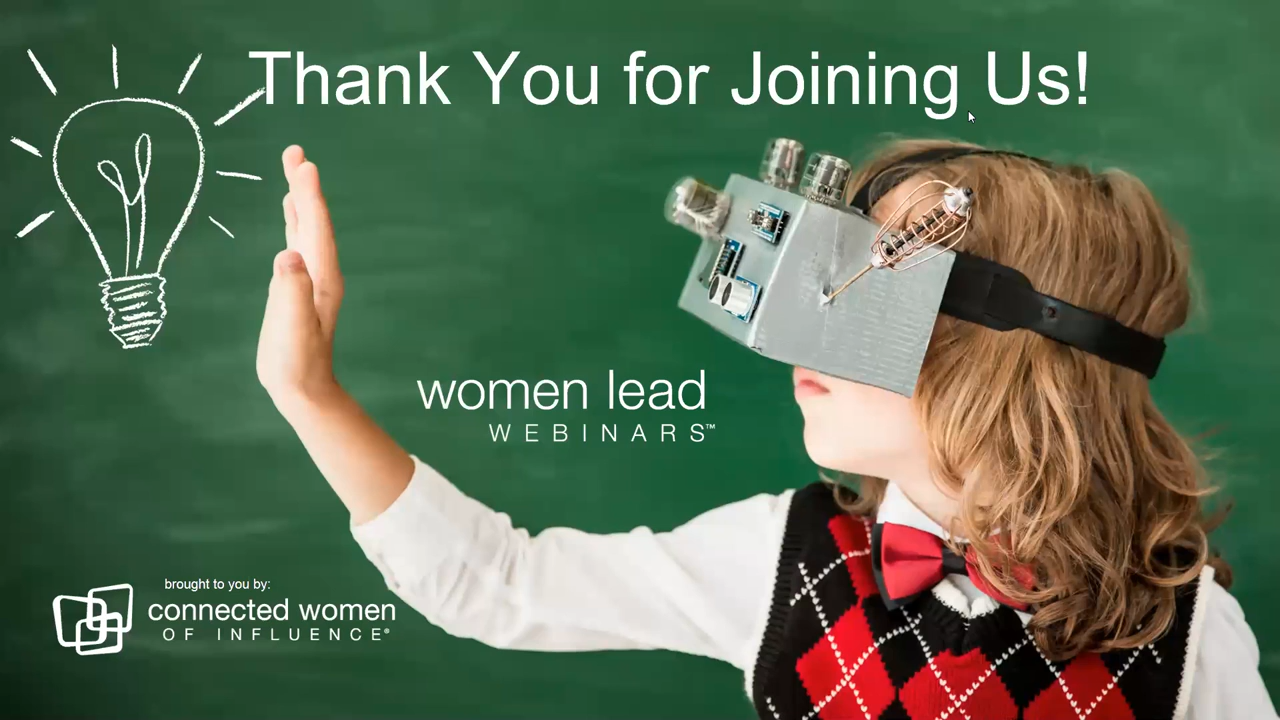 Thank You for Joining Us!
women lead
WEBINARS™
brought to you by:
connected women
OF INFLUENCE®